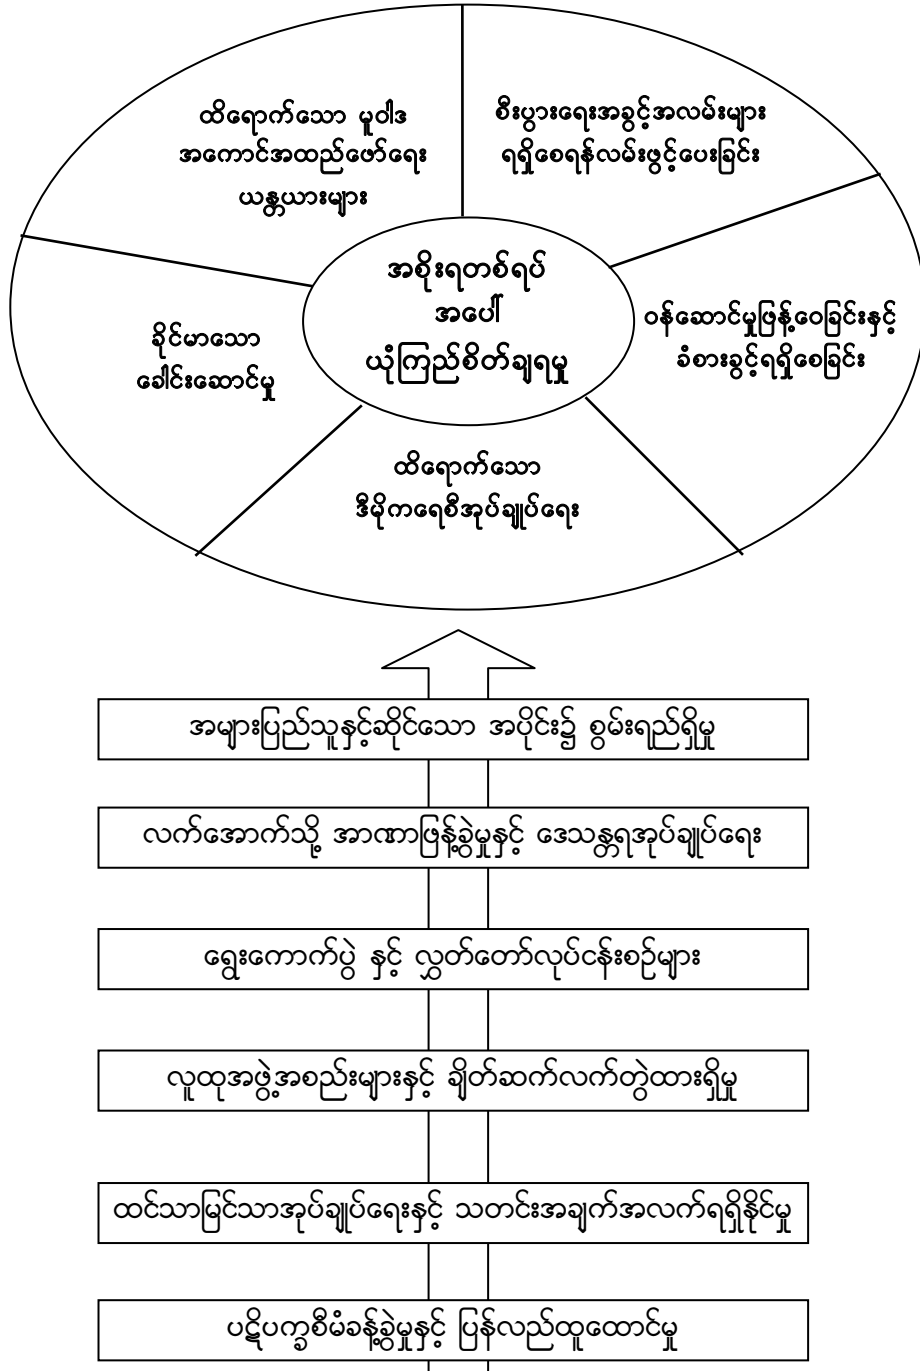 ထိရောက်သော မူဝါဒ
အကောင်အထည်ဖော်ရေး
ယန္တယားများ
စီးပွားရေးအခွင့်အလမ်းများ
ရရှိစေရန်လမ်းဖွင့်ပေးခြင်း
အစိုးရတစ်ရပ်
အပေါ်
ယုံကြည်စိတ်ချရမှု
ခိုင်မာသော
ခေါင်းဆောင်မှု
ဝန်ဆောင်မှုဖြန့်ဝေခြင်းနှင့်
ခံစားခွင့်ရရှိစေခြင်း
ထိရောက်သော
ဒီမိုကရေစီအုပ်ချုပ်ရေး
အများပြည်သူနှင့်ဆိုင်သော အပိုင်း၌ စွမ်းရည်ရှိမှု
လက်အောက်သို့ အာဏာဖြန့်ခွဲမှုနှင့် ဒေသန္တရအုပ်ချုပ်ရေး
ရွေးကောက်ပွဲ နှင့် လွှတ်တော်လုပ်ငန်းစဉ်များ
လူထုအဖွဲ့အစည်းများနှင့် ချိတ်ဆက်လက်တွဲထားရှိမှု
ထင်သာမြင်သာအုပ်ချုပ်ရေးနှင့် သတင်းအချက်အလက်ရရှိနိုင်မှု
ပဋိပက္ခစီမံခန့်ခွဲမှုနှင့် ပြန်လည်ထူထောင်မှု